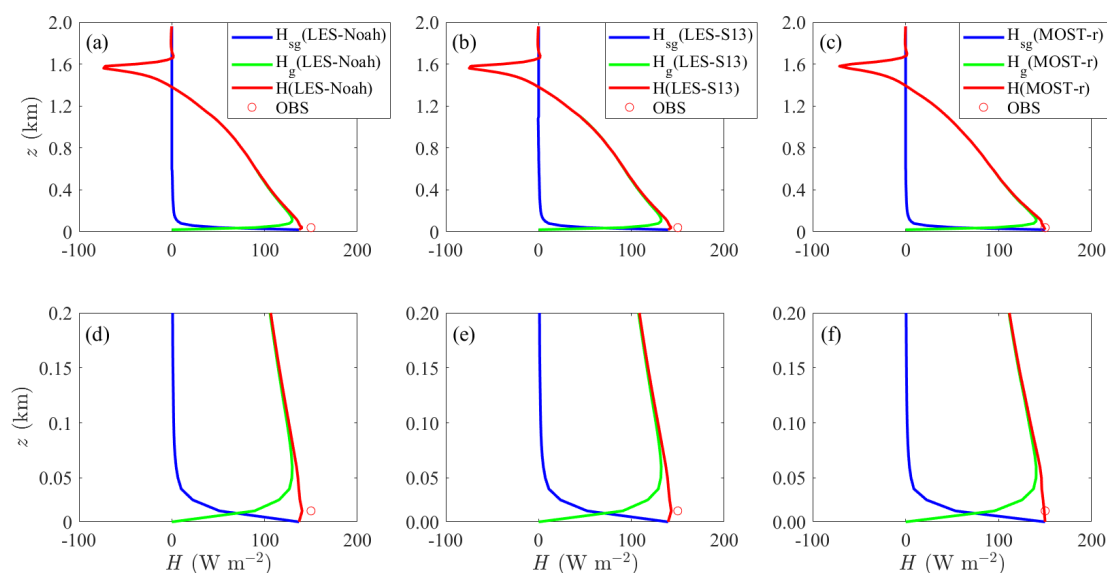 (a)
H_sg(LES-Noah)
H_g(LES-Noah)
H(LES-Noah)
OBS
2.0
1.6
1.2
0.8
0.4
0
z (km)
-100 0 100 200
(b)
H_sg(LES-S13)
H_g(LES-S13)
H(LES-S13)
OBS
2.0
1.6
1.2
0.8
0.4
0
-100 0 100 200
(c)
H_sg(MOST-r)
H_g(MOST-r)
H(MOST-r)
OBS
2.0
1.6
1.2
0.8
0.4
0
-100 0 100 200
(d)
0.2
0.15
0.1
0.05
0
z (km)
-100 0 100 200
H (W m⁻²)
(e)
0.20
0.15
0.10
0.05
0.00
-100 0 100 200
H (W m⁻²)
(f)
0.20
0.15
0.10
0.05
0.00
-100 0 100 200
H (W m⁻²)